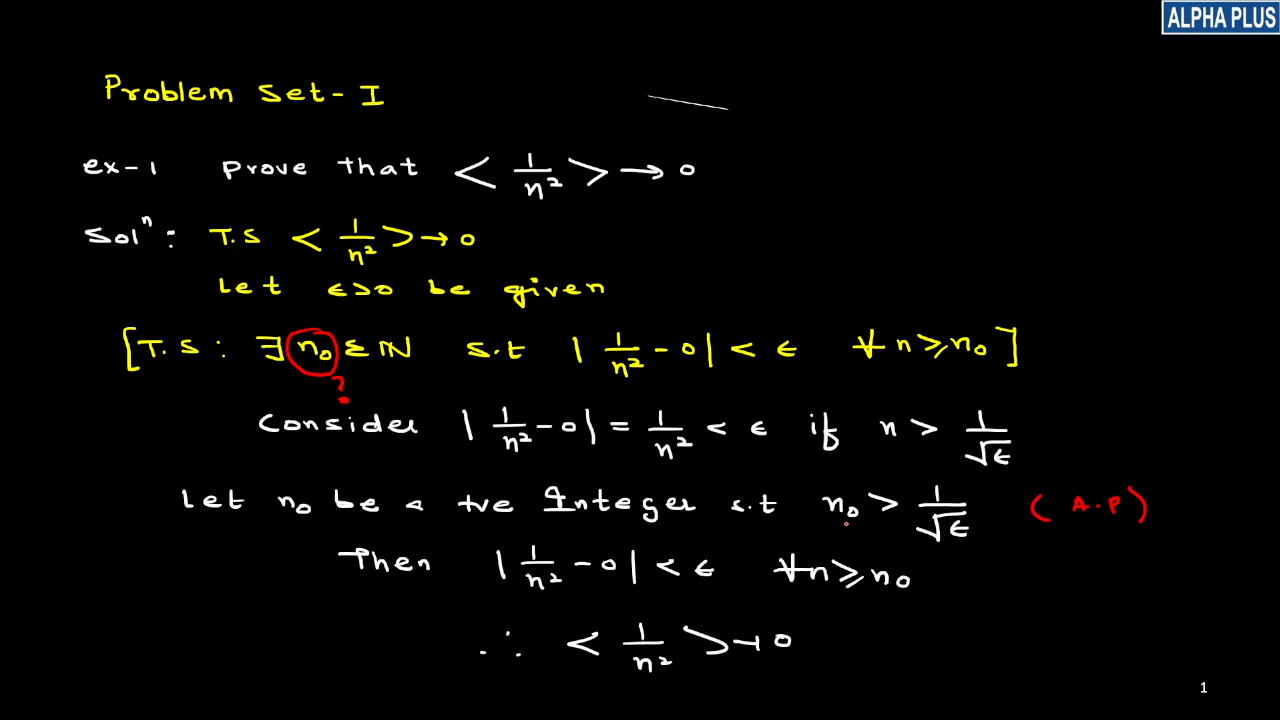 ALPHA PLUS
Problem Set - I
ex-1 Prove that < 1/n² > → 0
Solⁿ: T.S < 1/n² > → 0
Let ϵ>0 be given
[T.S : ∃ n₀ ∈ ℕ s.t | 1/n² - 0 | < ϵ ∀ n ≥ n₀ ]
?
Consider | 1/n² - 0 | = 1/n² < ϵ if n > 1/√ϵ
Let n₀ be a +ve Integer s.t n₀ > 1/√ϵ (A.P)
Then | 1/n² - 0 | < ϵ ∀ n ≥ n₀
∴ < 1/n² > → 0
1